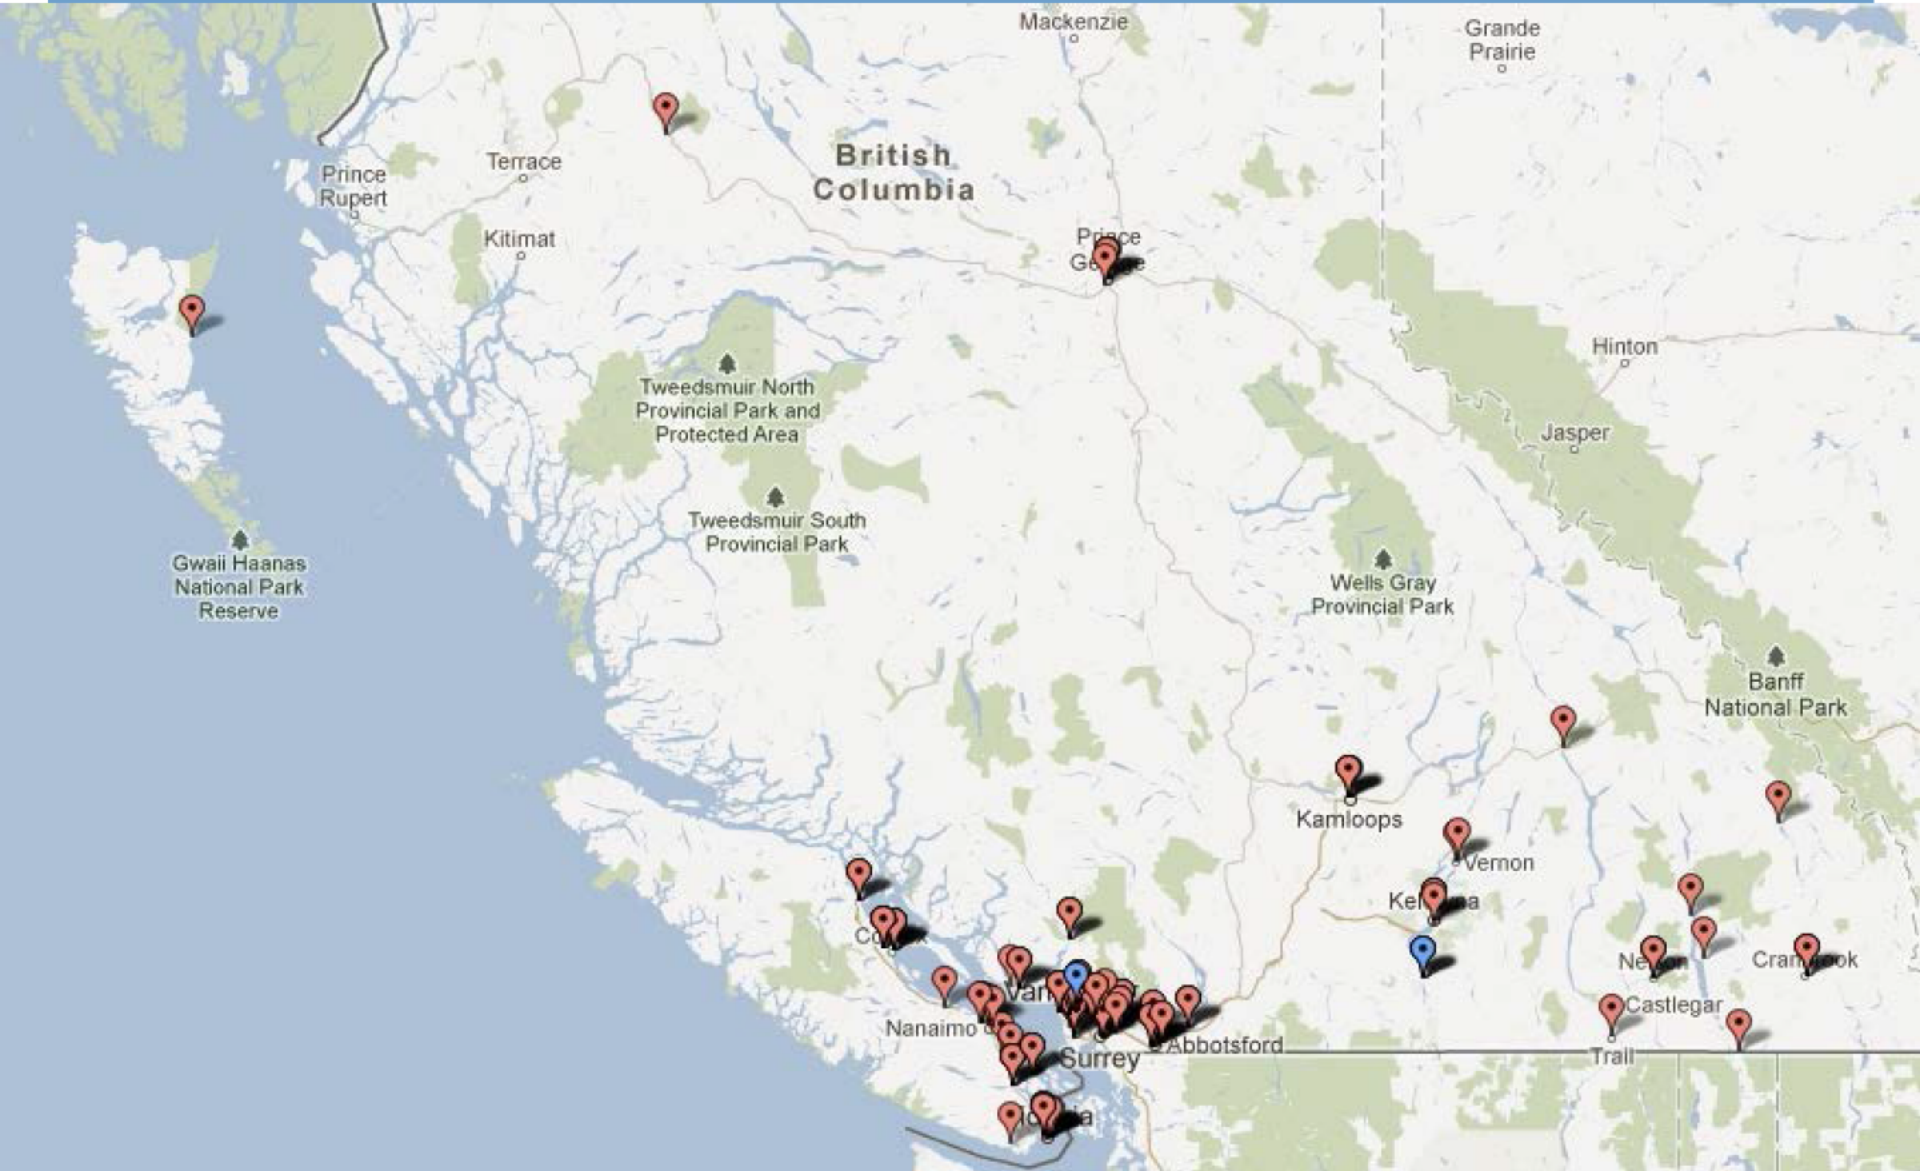 Mackenzie
Grande
Prairie
British
Columbia
Terrace
Prince
Rupert
Kitimat
Prince
Hinton
Tweedsmuir North
Provincial Park and
Protected Area
Jasper
Tweedsmuir South
Provincial Park
Gwaii Haanas
National Park
Reserve
Wells Gray
Provincial Park
Banff
National Park
Kamloops
Vernon
Castlegar
Nanaimo
Surrey
Abbotsford
Trail